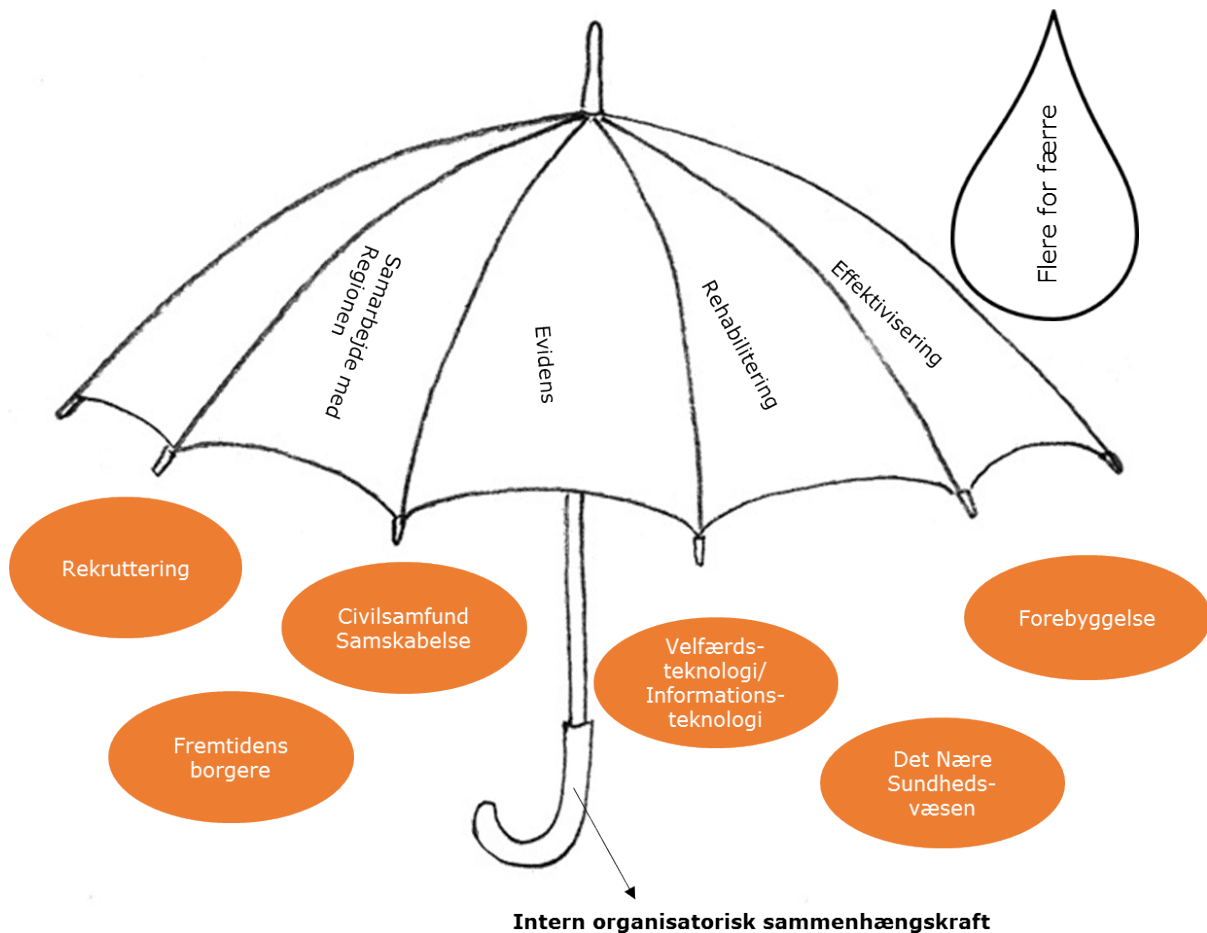 Flere for færre
Samarbejde med
Regionen
Evidens
Rehabilitering
Effektivisering
Rekruttering
Civilsamfund
Samskabelse
Velfærds-
teknologi/
Informations-
teknologi
Forebyggelse
Fremtidens
borgere
Det Nære
Sundheds-
væsen
Intern organisatorisk sammenhængskraft